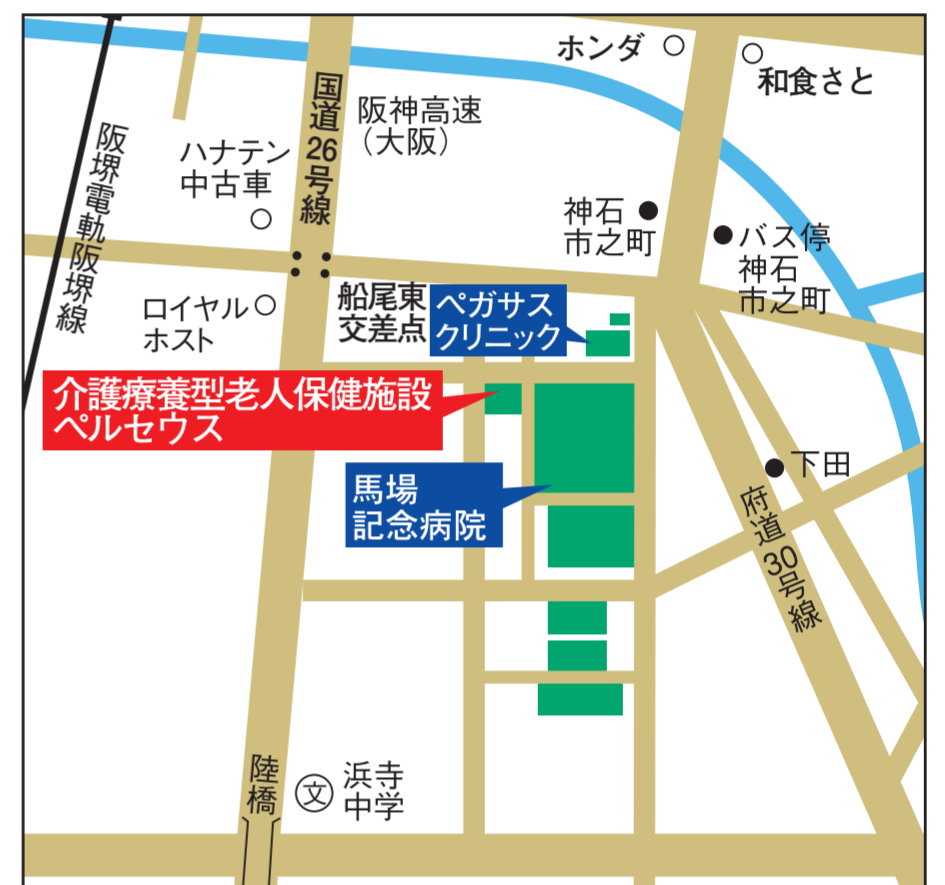 ホンダ
和食さと
国道26号線
阪神高速
（大阪）
阪堺電軌阪堺線
ハナテン
中古車
神石
市之町
バス停
神石
市之町
ロイヤル
ホスト
船尾東
交差点
ペガサス
クリニック
介護療養型老人保健施設
ペルセウス
馬場
記念病院
下田
府道30号線
陸橋
文
浜寺
中学